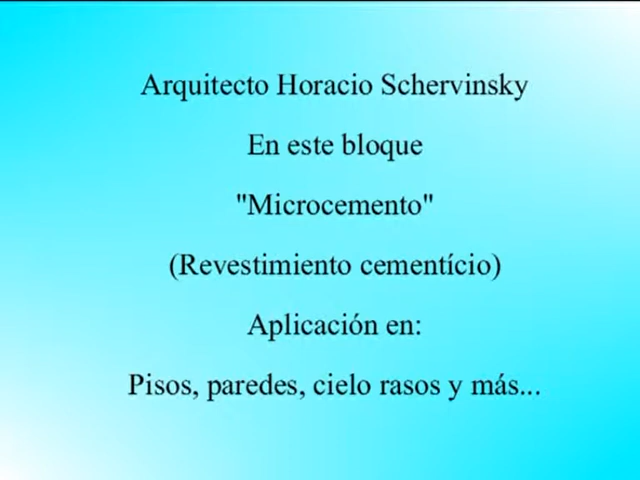 Arquitecto Horacio Schervinsky
En este bloque
"Microcemento"
(Revestimiento cementício)
Aplicación en:
Pisos, paredes, cielo rasos y más...